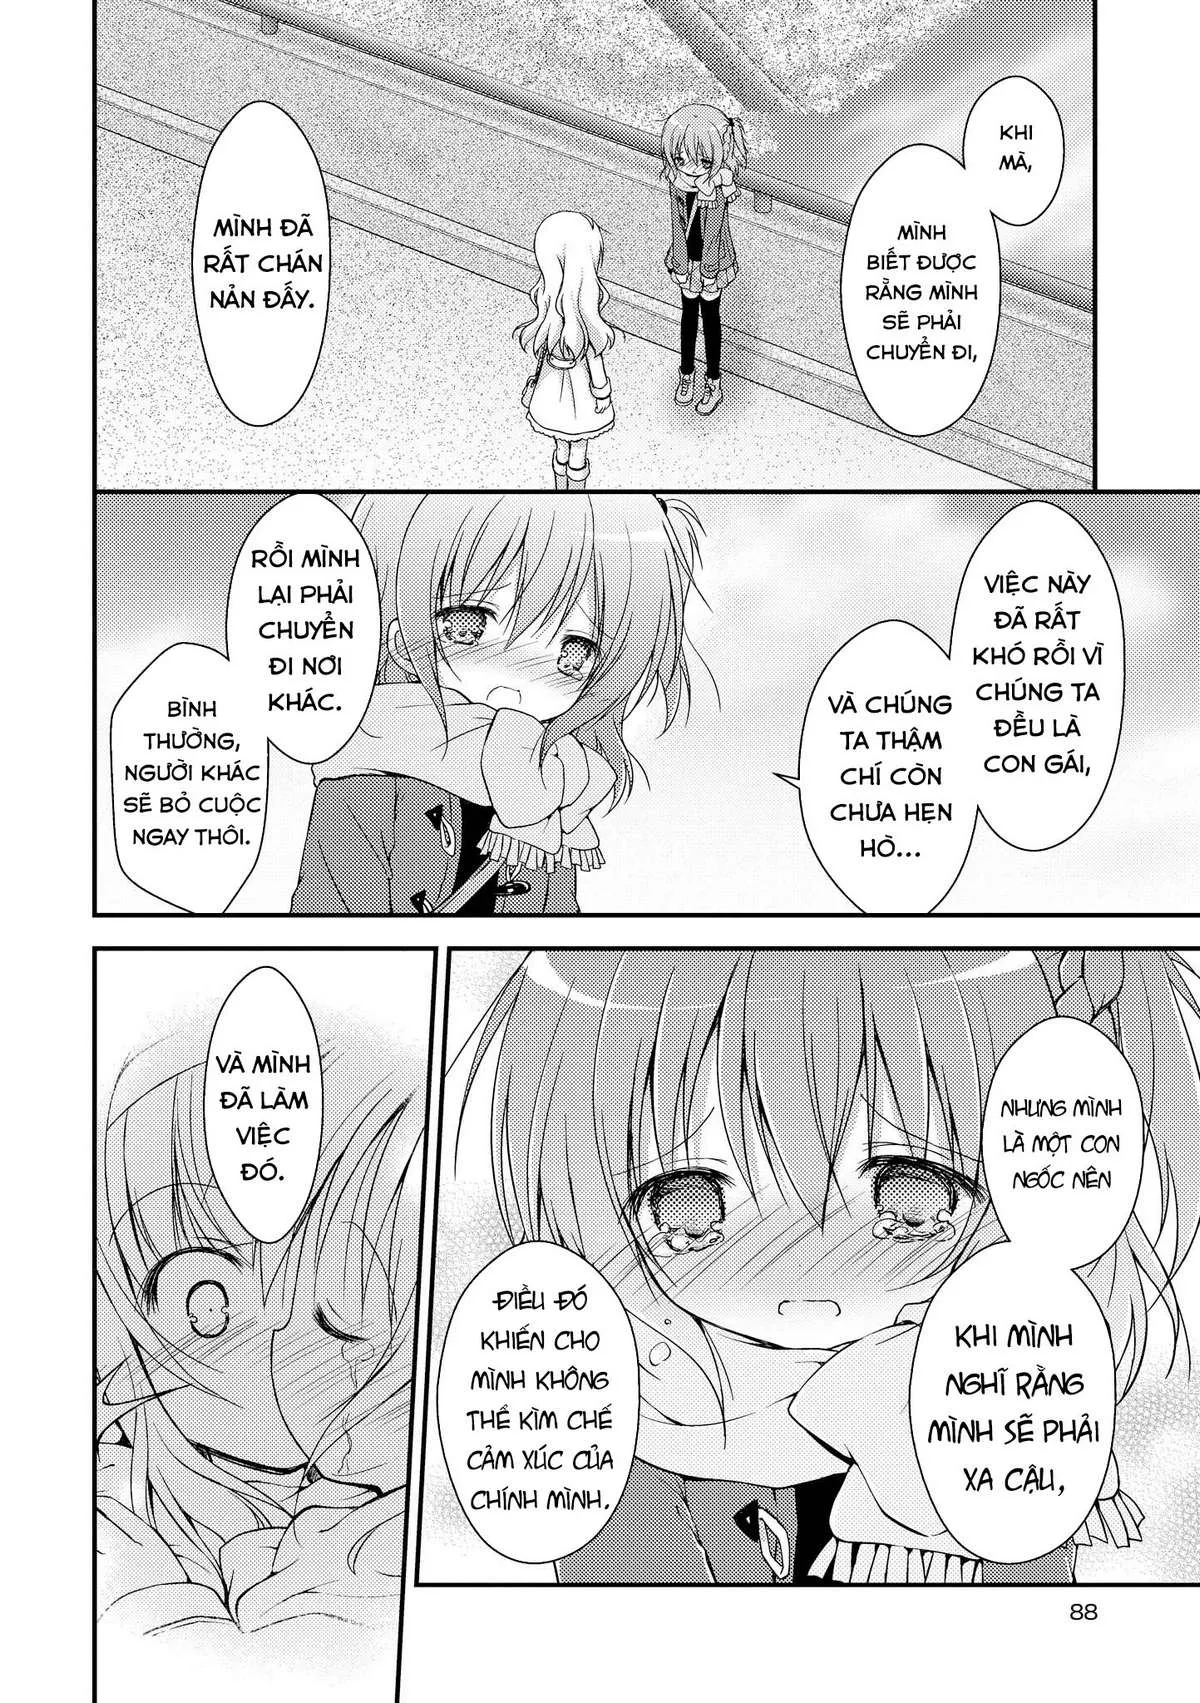 KHI
MÀ,
MÌNH
BIẾT ĐƯỢC
RẰNG MÌNH
SẼ PHẢI
CHUYỂN ĐI,
MÌNH ĐÃ
RẤT CHÁN
NẢN ĐẤY.
VIỆC NÀY
ĐÃ RẤT
KHÓ RỒI VÌ
CHÚNG TA
ĐỀU LÀ
CON GÁI,
VÀ CHÚNG
TA THẬM
CHÍ CÒN
CHƯA HẸN
HÒ...
RỒI MÌNH
LẠI PHẢI
CHUYỂN
ĐI NƠI
KHÁC.
BÌNH
THƯỜNG,
NGƯỜI KHÁC
SẼ BỎ CUỘC
NGAY THÔI.
NHƯNG MÌNH
LÀ MỘT CON
NGỐC NÊN
KHI MÌNH
NGHĨ RẰNG
MÌNH SẼ PHẢI
XA CẬU,
ĐIỀU ĐÓ
KHIẾN CHO
MÌNH KHÔNG
THỂ KÌM CHẾ
CẢM XÚC CỦA
CHÍNH MÌNH.
VÀ MÌNH
ĐÃ LÀM
VIỆC
ĐÓ.
88